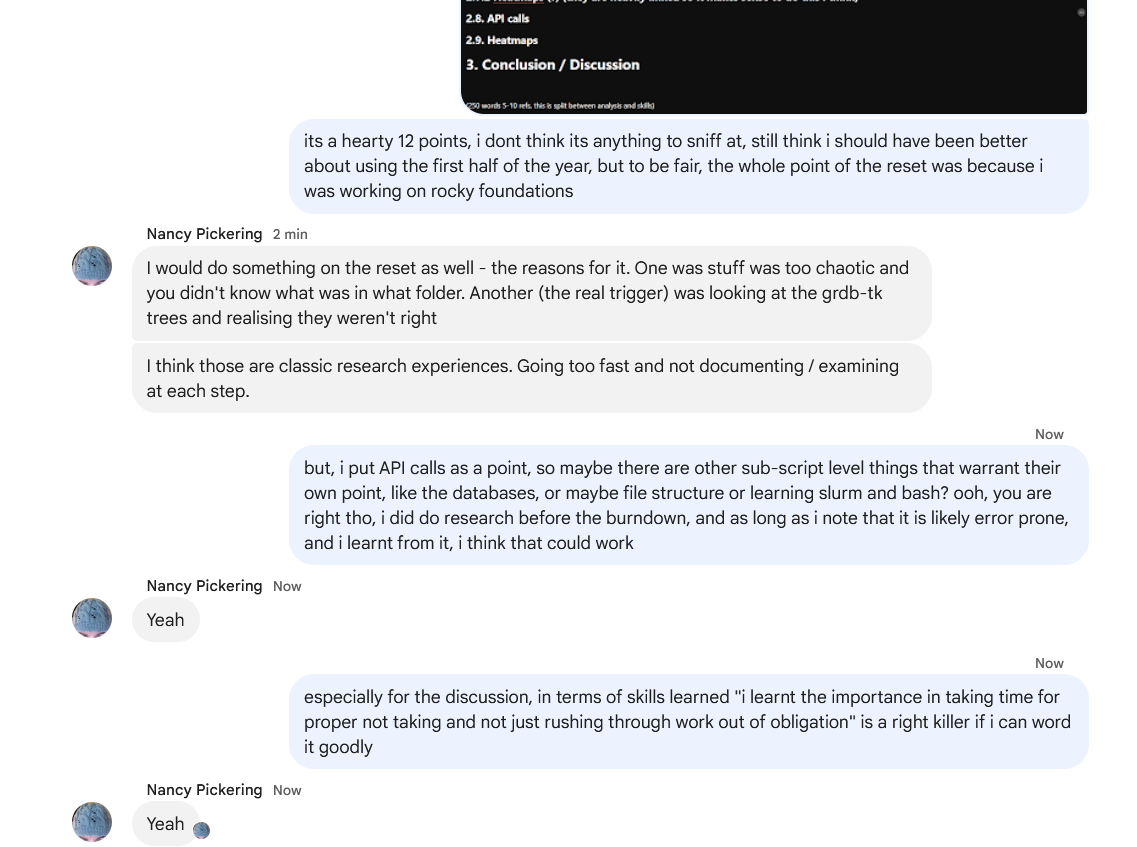 2.8. API calls
2.9. Heatmaps
3. Conclusion / Discussion
(250 words 5-10 refs, this is split between analysis and skills)
its a hearty 12 points, i dont think its anything to sniff at, still think i should have been better
about using the first half of the year, but to be fair, the whole point of the reset was because i
was working on rocky foundations
Nancy Pickering 2 min
I would do something on the reset as well - the reasons for it. One was stuff was too chaotic and
you didn't know what was in what folder. Another (the real trigger) was looking at the grdb-tk
trees and realising they weren't right
I think those are classic research experiences. Going too fast and not documenting / examining
at each step.
Now
but, i put API calls as a point, so maybe there are other sub-script level things that warrant their
own point, like the databases, or maybe file structure or learning slurm and bash? ooh, you are
right tho, i did do research before the burndown, and as long as i note that it is likely error prone,
and i learnt from it, i think that could work
Nancy Pickering Now
Yeah
Now
especially for the discussion, in terms of skills learned "i learnt the importance in taking time for
proper not taking and not just rushing through work out of obligation" is a right killer if i can word
it goodly
Nancy Pickering Now
Yeah